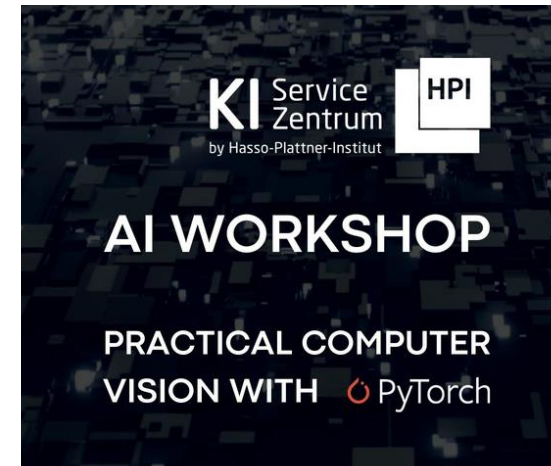 KI Service
Zentrum
by Hasso-Plattner-Institut
HPI
AI WORKSHOP
PRACTICAL COMPUTER
VISION WITH PyTorch